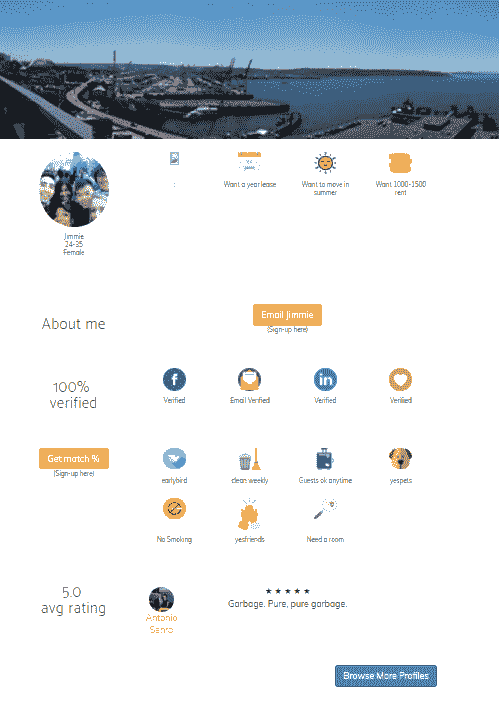 :
Want a year lease
Want to move in
summer
Want 1000-1500
rent
Jimmie
24-35
Female
About me
Email Jimmie
(Sign-up here)
100%
verified
Verified
Email Verified
Verified
Verified
Get match %
(Sign-up here)
earlybird
clean weekly
Guests ok anytime
yespets
No Smoking
yesfriends
Need a room
5.0
avg rating
Antonio
Senro
★★★★★
Garbage. Pure, pure garbage.
Browse More Profiles